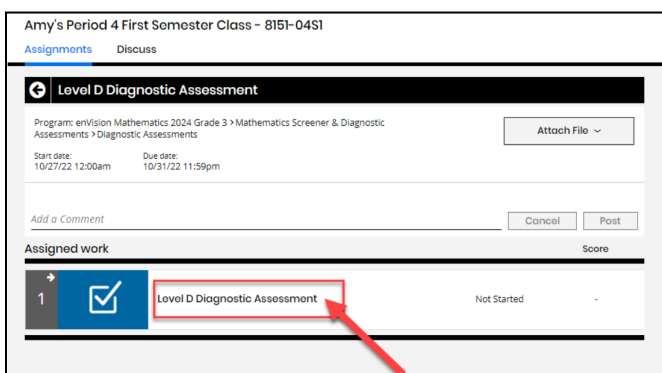 Amy's Period 4 First Semester Class - 8151-04S1
Assignments Discuss
Level D Diagnostic Assessment
Program: enVision Mathematics 2024 Grade 3 > Mathematics Screener & Diagnostic
Assessments > Diagnostic Assessments
Attach File
Start date: Due date:
10/27/22 12:00am 10/31/22 11:59pm
Add a Comment
Cancel Post
Assigned work Score
1 Level D Diagnostic Assessment Not Started -